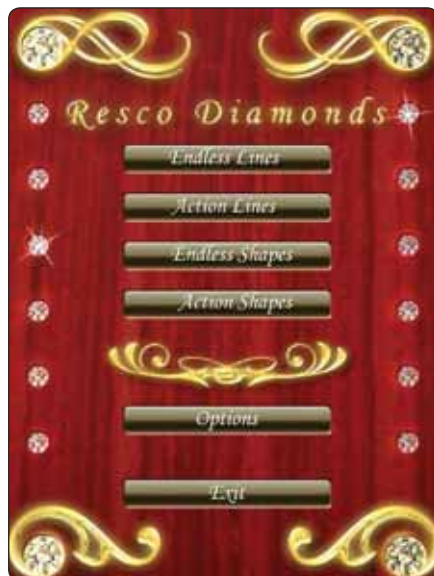 Resco Diamonds
Endless Lines
Action Lines
Endless Shapes
Action Shapes
Options
Exit